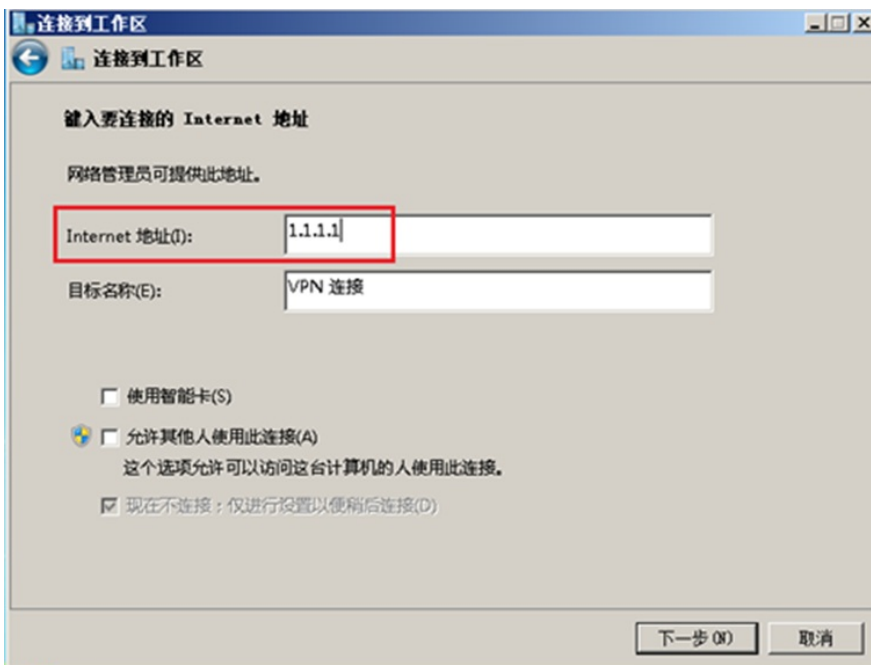 连接到工作区
连接到工作区
键入要连接的 Internet 地址
网络管理员可提供此地址。
Internet 地址(I): 1.1.1.1
目标名称(E): VPN 连接
使用智能卡(S)
允许其他人使用此连接(A)
这个选项允许可以访问这台计算机的人使用此连接。
现在不连接；仅进行设置以便稍后连接(D)
下一步(N) 取消